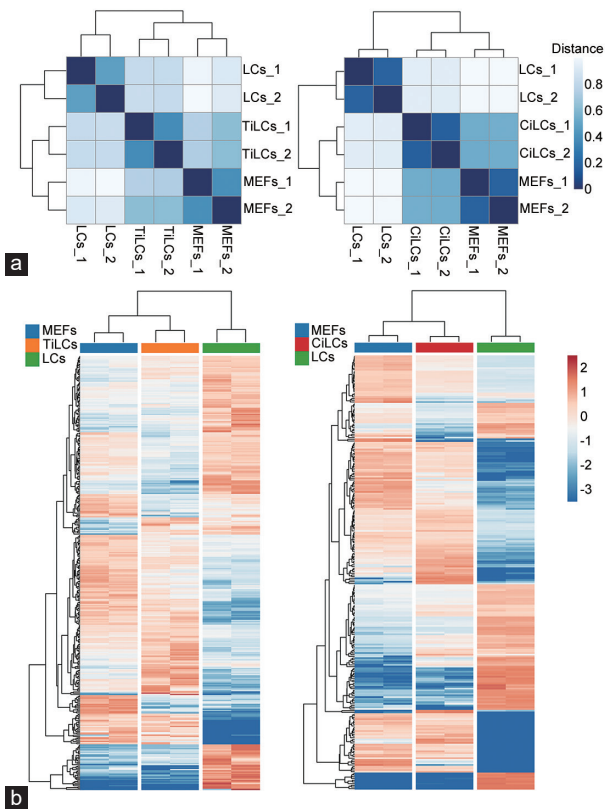 Distance
LCs_1
LCs_2
TiLCs_1
TiLCs_2
MEFs_1
MEFs_2
LCs_1
LCs_2
TiLCs_1
TiLCs_2
MEFs_1
MEFs_2
LCs_1
LCs_2
CiLCs_1
CiLCs_2
MEFs_1
MEFs_2
LCs_1
LCs_2
CiLCs_1
CiLCs_2
MEFs_1
MEFs_2
0.8
0.6
0.4
0.2
0
a
MEFs
TiLCs
LCs
MEFs
CiLCs
LCs
2
1
0
-1
-2
-3
b